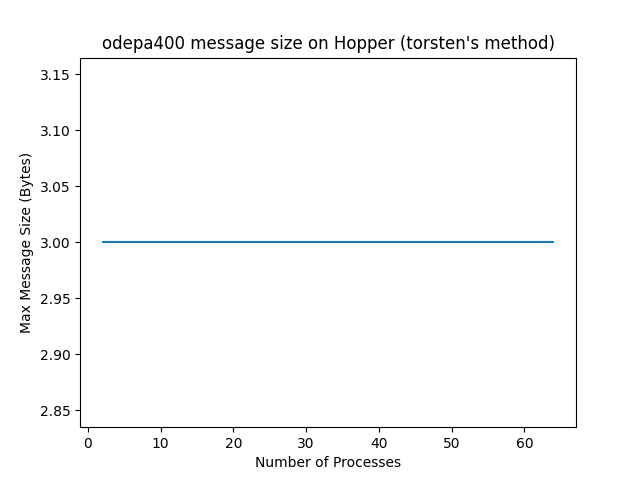 odepa400 message size on Hopper (torsten's method)
Max Message Size (Bytes)
3.15
3.10
3.05
3.00
2.95
2.90
2.85
0 10 20 30 40 50 60
Number of Processes